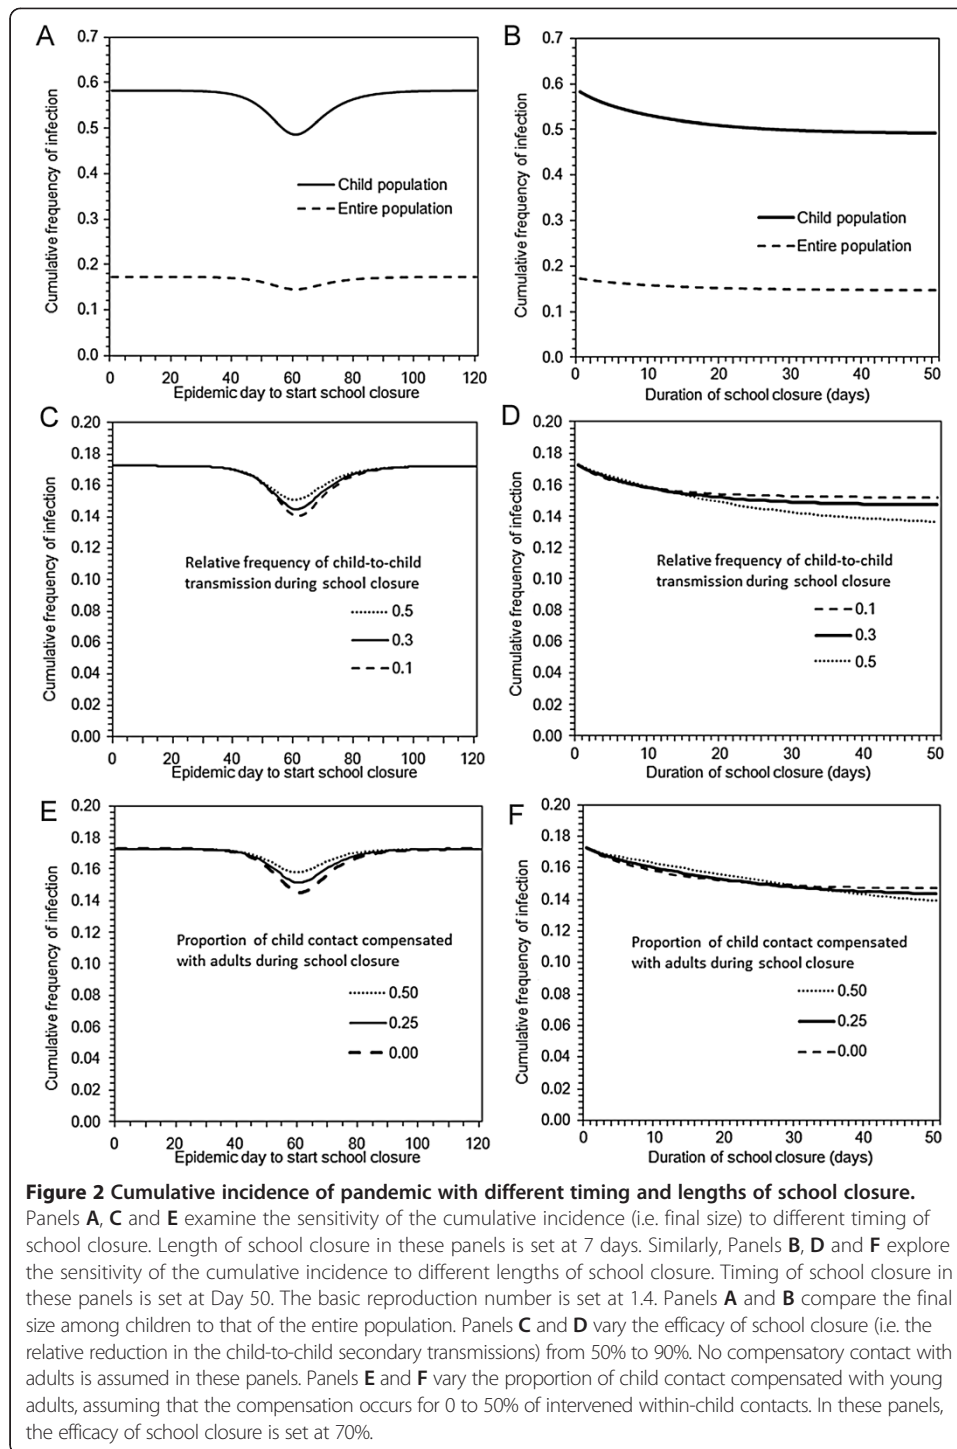 A
Cumulative frequency of infection
0.7
0.6
0.5
0.4
0.3
0.2
0.1
0.0
Child population
Entire population
0 20 40 60 80 100 120
Epidemic day to start school closure
B
Cumulative frequency of infection
0.7
0.6
0.5
0.4
0.3
0.2
0.1
0.0
Child population
Entire population
0 10 20 30 40 50
Duration of school closure (days)
C
Cumulative frequency of infection
0.20
0.18
0.16
0.14
0.12
0.10
0.08
0.06
0.04
0.02
0.00
Relative frequency of child-to-child
transmission during school closure
0.5
0.3
0.1
0 20 40 60 80 100 120
Epidemic day to start school closure
D
Cumulative frequency of infection
0.20
0.18
0.16
0.14
0.12
0.10
0.08
0.06
0.04
0.02
0.00
Relative frequency of child-to-child
transmission during school closure
0.1
0.3
0.5
0 10 20 30 40 50
Duration of school closure (days)
E
Cumulative frequency of infection
0.20
0.18
0.16
0.14
0.12
0.10
0.08
0.06
0.04
0.02
0.00
Proportion of child contact compensated
with adults during school closure
0.50
0.25
0.00
0 20 40 60 80 100 120
Epidemic day to start school closure
F
Cumulative frequency of infection
0.20
0.18
0.16
0.14
0.12
0.10
0.08
0.06
0.04
0.02
0.00
Proportion of child contact compensated
with adults during school closure
0.50
0.25
0.00
0 10 20 30 40 50
Duration of school closure (days)
Figure 2 Cumulative incidence of pandemic with different timing and lengths of school closure.
Panels A, C and E examine the sensitivity of the cumulative incidence (i.e. final size) to different timing of
school closure. Length of school closure in these panels is set at 7 days. Similarly, Panels B, D and F explore
the sensitivity of the cumulative incidence to different lengths of school closure. Timing of school closure in
these panels is set at Day 50. The basic reproduction number is set at 1.4. Panels A and B compare the final
size among children to that of the entire population. Panels C and D vary the efficacy of school closure (i.e. the
relative reduction in the child-to-child secondary transmissions) from 50% to 90%. No compensatory contact with
adults is assumed in these panels. Panels E and F vary the proportion of child contact compensated with young
adults, assuming that the compensation occurs for 0 to 50% of intervened within-child contacts. In these panels,
the efficacy of school closure is set at 70%.